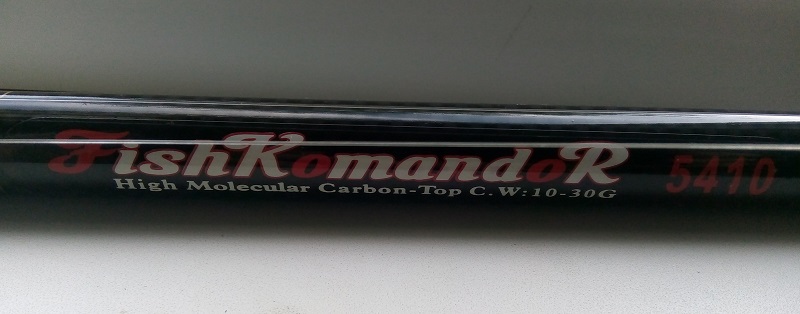 FishKomandoR 5410
High Molecular Carbon-Top C.W:10-30G